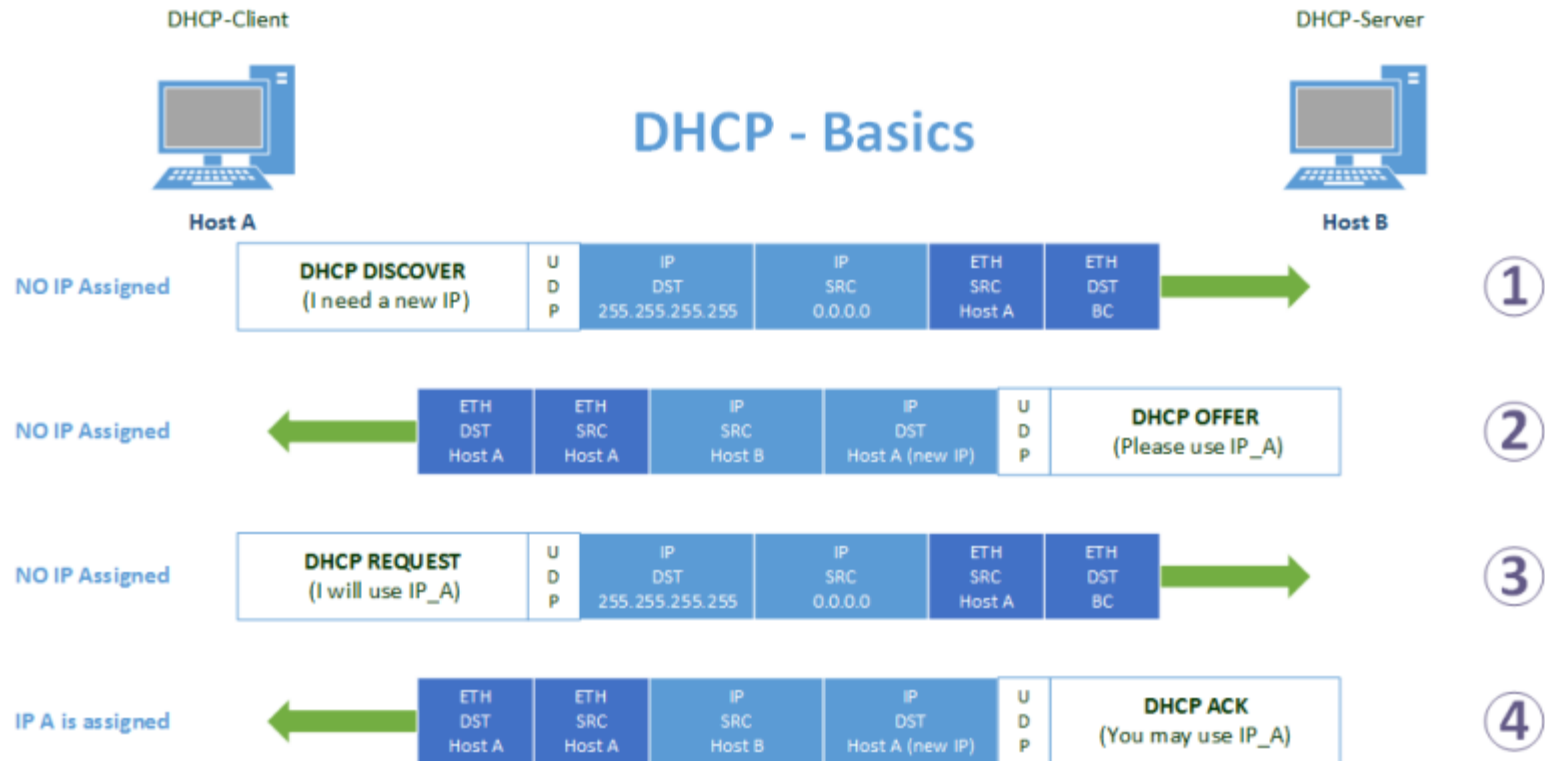 DHCP-Client
DHCP-Server
DHCP - Basics
Host A
Host B
NO IP Assigned
DHCP DISCOVER
(I need a new IP)
U
D
P
IP
DST
255.255.255.255
IP
SRC
0.0.0.0
ETH
SRC
Host A
ETH
DST
BC
1
NO IP Assigned
ETH
DST
Host A
ETH
SRC
Host A
IP
SRC
Host B
IP
DST
Host A (new IP)
U
D
P
DHCP OFFER
(Please use IP_A)
2
NO IP Assigned
DHCP REQUEST
(I will use IP_A)
U
D
P
IP
DST
255.255.255.255
IP
SRC
0.0.0.0
ETH
SRC
Host A
ETH
DST
BC
3
IP A is assigned
ETH
DST
Host A
ETH
SRC
Host A
IP
SRC
Host B
IP
DST
Host A (new IP)
U
D
P
DHCP ACK
(You may use IP_A)
4